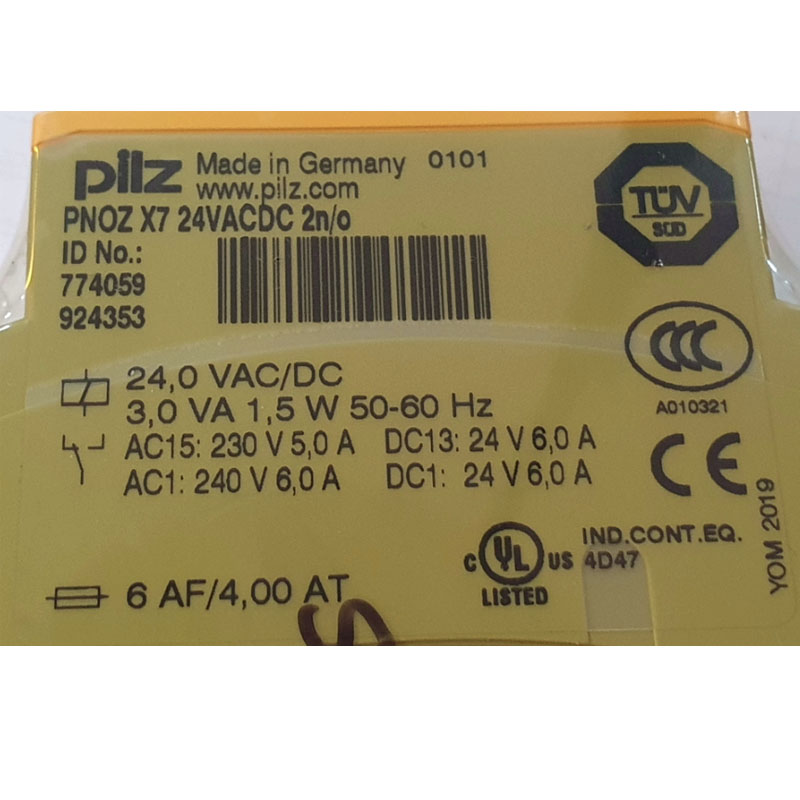 pilz Made in Germany 0101
www.pilz.com
PNOZ X7 24VACDC 2n/o
ID No.:
774059
924353
TÜV
SÜD
CCC
A010321
24,0 VAC/DC
3,0 VA 1,5 W 50-60 Hz
AC15: 230 V 5,0 A DC13: 24 V 6,0 A
AC1: 240 V 6,0 A DC1: 24 V 6,0 A
CE
YOM 2019
c UL US
LISTED
IND.CONT.EQ.
4D47
6 AF/4,00 AT